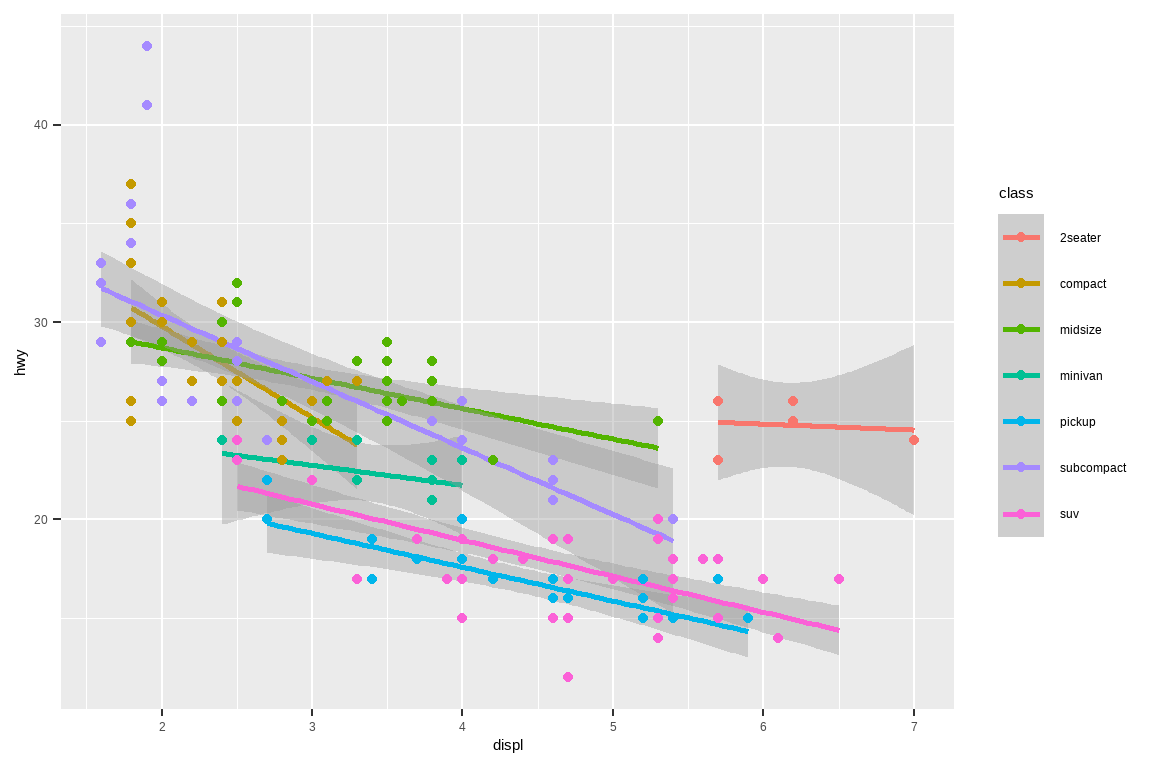 40
30
20
hwy
2 3 4 5 6 7
displ
class
2seater
compact
midsize
minivan
pickup
subcompact
suv